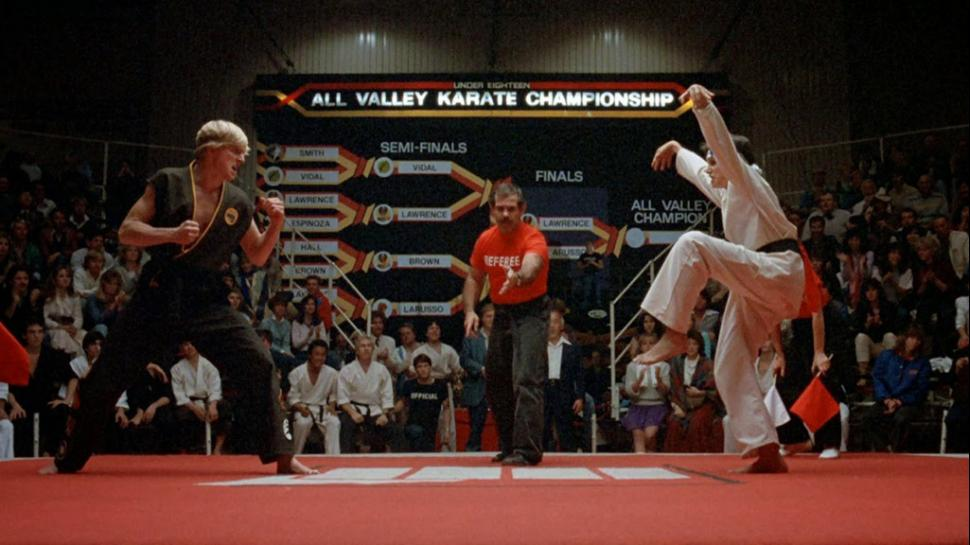 UNDER EIGHTEEN
ALL VALLEY KARATE CHAMPIONSHIP
SEMI-FINALS
FINALS
ALL VALLEY
CHAMPION
SMITH
VIDAL
LAWRENCE
ESPINOZA
HALL
BROWN
VIDAL
LAWRENCE
BROWN
LARUSSO
LAWRENCE
ARUSSO
REFEREE
OFFICIAL